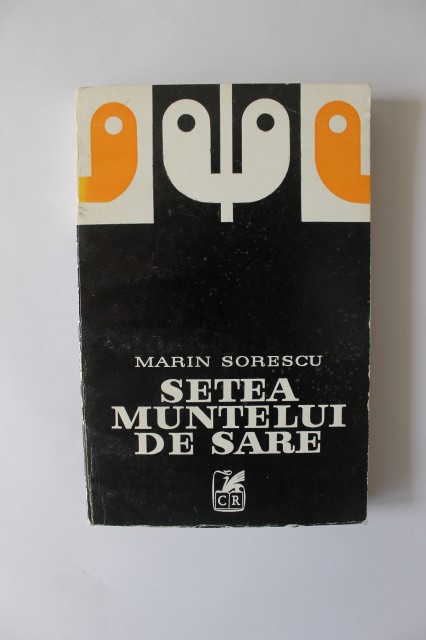 MARIN SORESCU
SETEA
MUNTELUI
DE SARE
CR